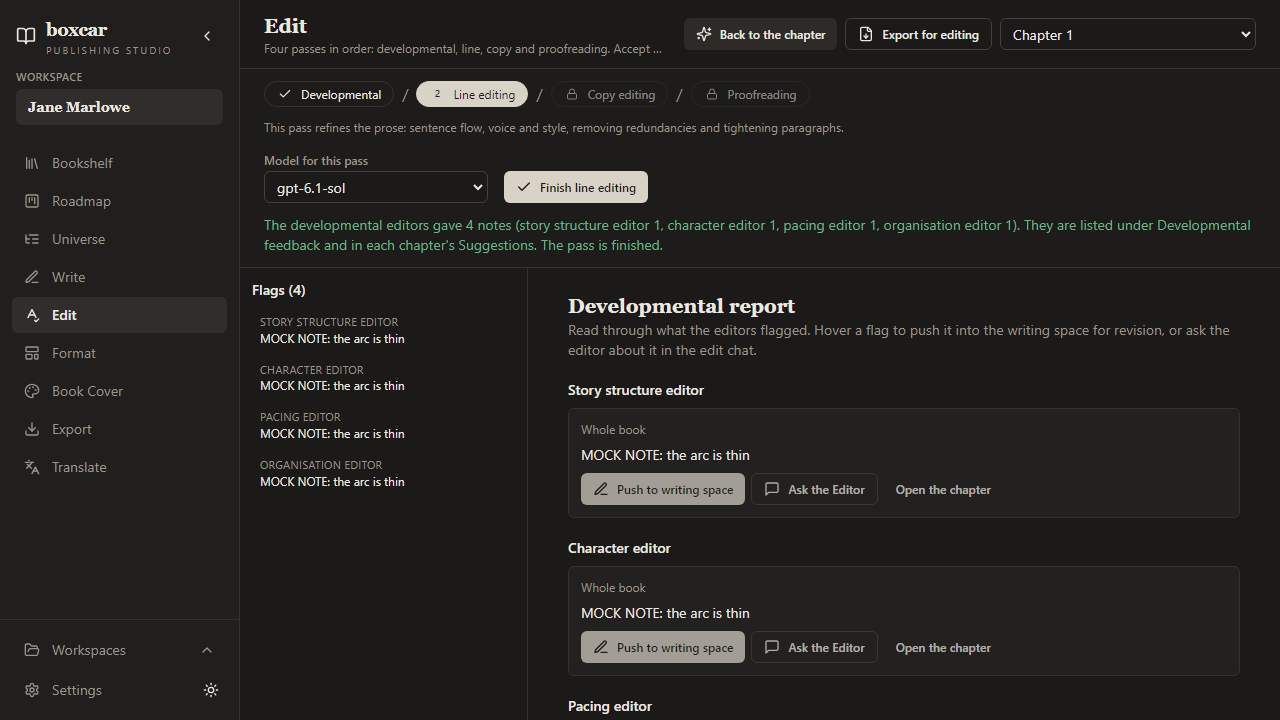 boxcar
PUBLISHING STUDIO
WORKSPACE
Jane Marlowe
Bookshelf
Roadmap
Universe
Write
Edit
Format
Book Cover
Export
Translate
Workspaces
Settings
Edit
Four passes in order: developmental, line, copy and proofreading. Accept ...
Back to the chapter
Export for editing
Chapter 1
Developmental
/
2 Line editing
/
Copy editing
/
Proofreading
This pass refines the prose: sentence flow, voice and style, removing redundancies and tightening paragraphs.
Model for this pass
gpt-6.1-sol
Finish line editing
The developmental editors gave 4 notes (story structure editor 1, character editor 1, pacing editor 1, organisation editor 1). They are listed under Developmental
feedback and in each chapter's Suggestions. The pass is finished.
Flags (4)
STORY STRUCTURE EDITOR
MOCK NOTE: the arc is thin
CHARACTER EDITOR
MOCK NOTE: the arc is thin
PACING EDITOR
MOCK NOTE: the arc is thin
ORGANISATION EDITOR
MOCK NOTE: the arc is thin
Developmental report
Read through what the editors flagged. Hover a flag to push it into the writing space for revision, or ask the
editor about it in the edit chat.
Story structure editor
Whole book
MOCK NOTE: the arc is thin
Push to writing space
Ask the Editor
Open the chapter
Character editor
Whole book
MOCK NOTE: the arc is thin
Push to writing space
Ask the Editor
Open the chapter
Pacing editor